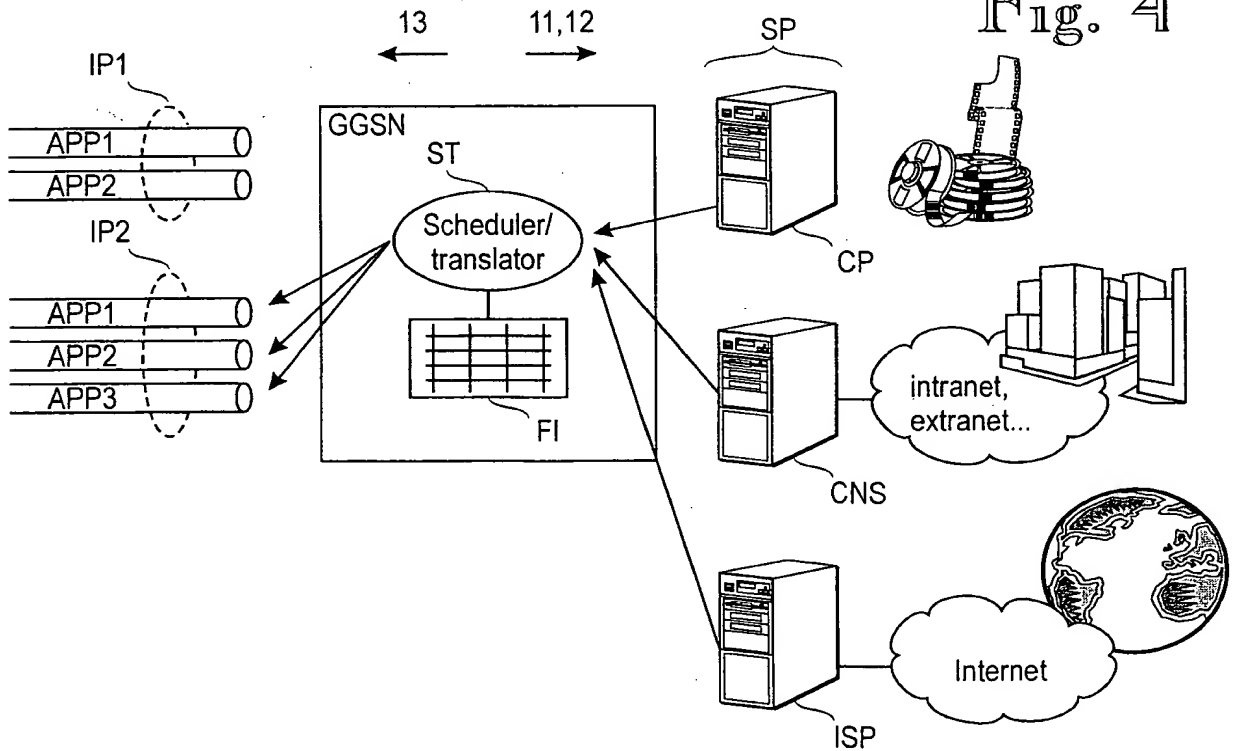 Fig. 4
13
11,12
SP
IP1
GGSN
APP1
APP2
ST
Scheduler/
translator
CP
IP2
APP1
APP2
APP3
FI
intranet,
extranet...
CNS
Internet
ISP